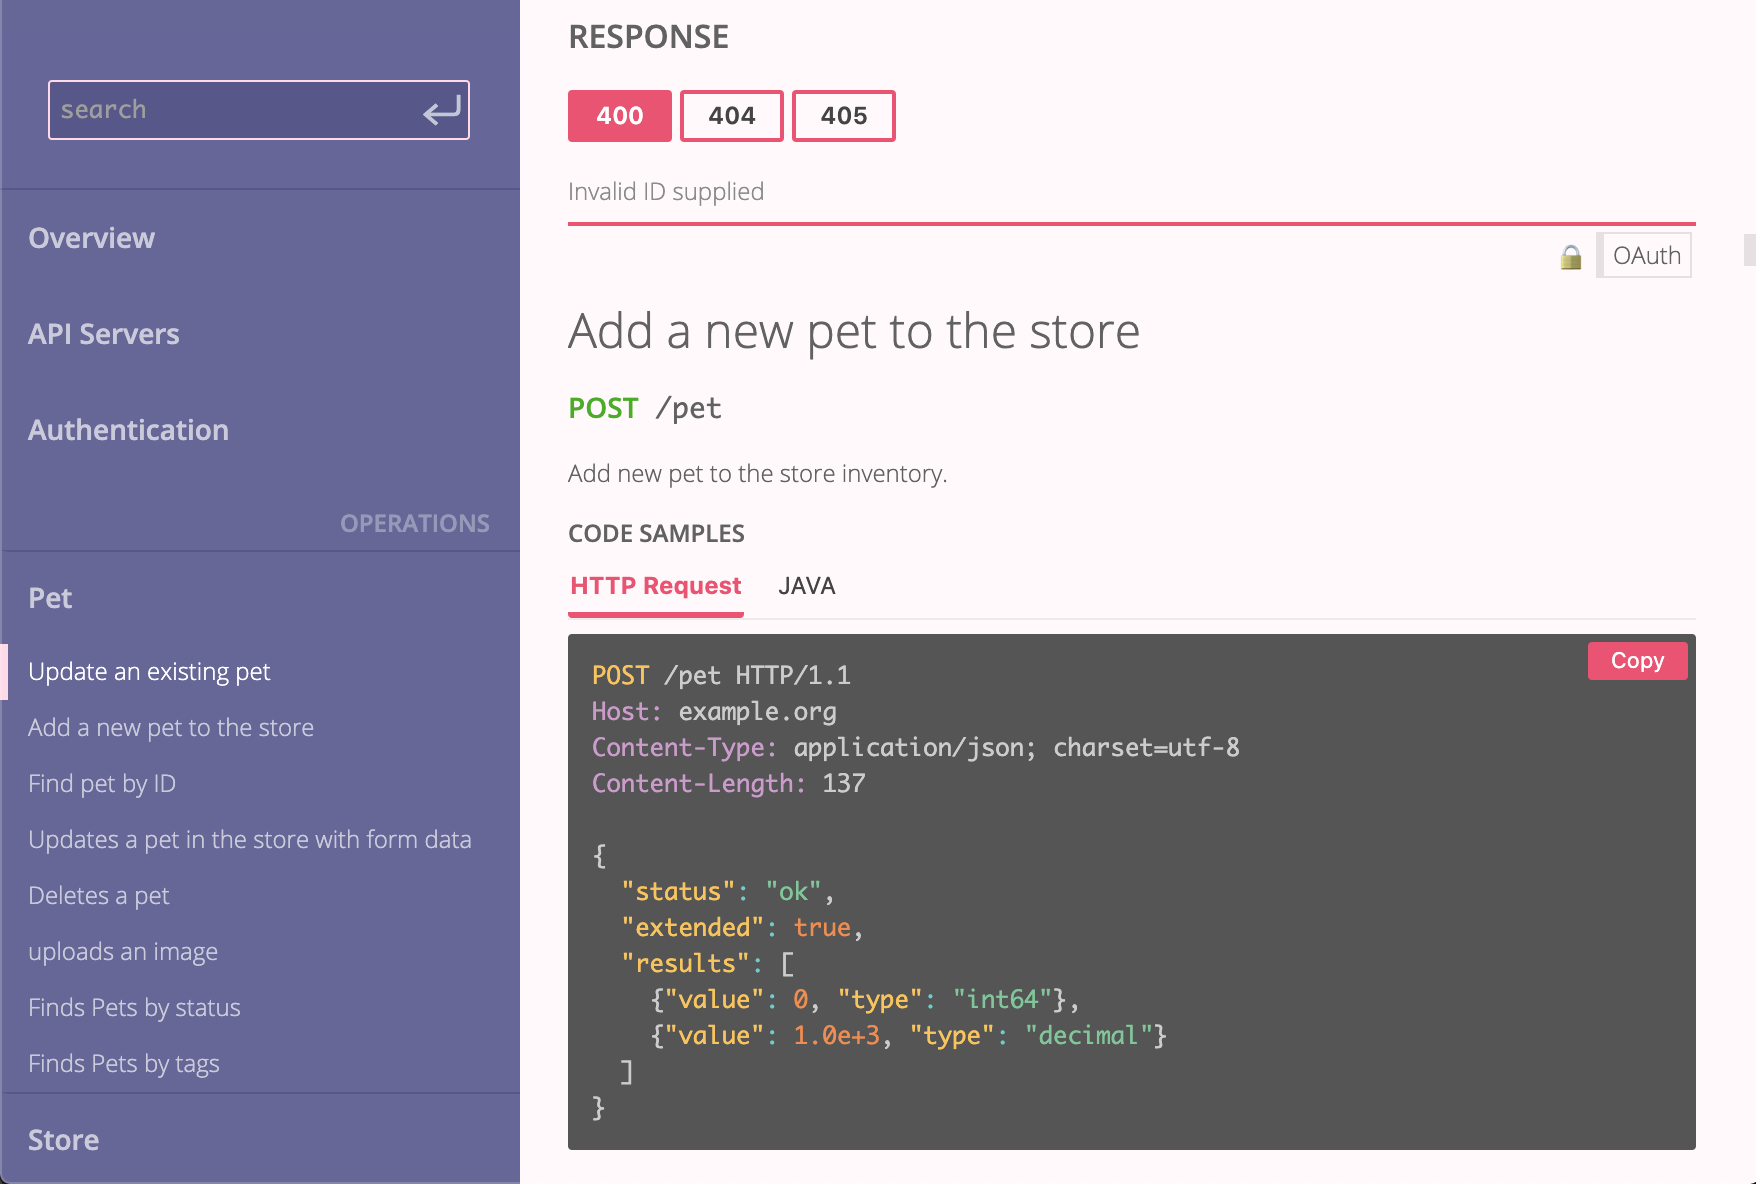 search
Overview
API Servers
Authentication
OPERATIONS
Pet
Update an existing pet
Add a new pet to the store
Find pet by ID
Updates a pet in the store with form data
Deletes a pet
uploads an image
Finds Pets by status
Finds Pets by tags
Store
RESPONSE
400 404 405
Invalid ID supplied
OAuth
Add a new pet to the store
POST /pet
Add new pet to the store inventory.
CODE SAMPLES
HTTP Request JAVA
Copy
POST /pet HTTP/1.1
Host: example.org
Content-Type: application/json; charset=utf-8
Content-Length: 137

{
  "status": "ok",
  "extended": true,
  "results": [
    {"value": 0, "type": "int64"},
    {"value": 1.0e+3, "type": "decimal"}
  ]
}